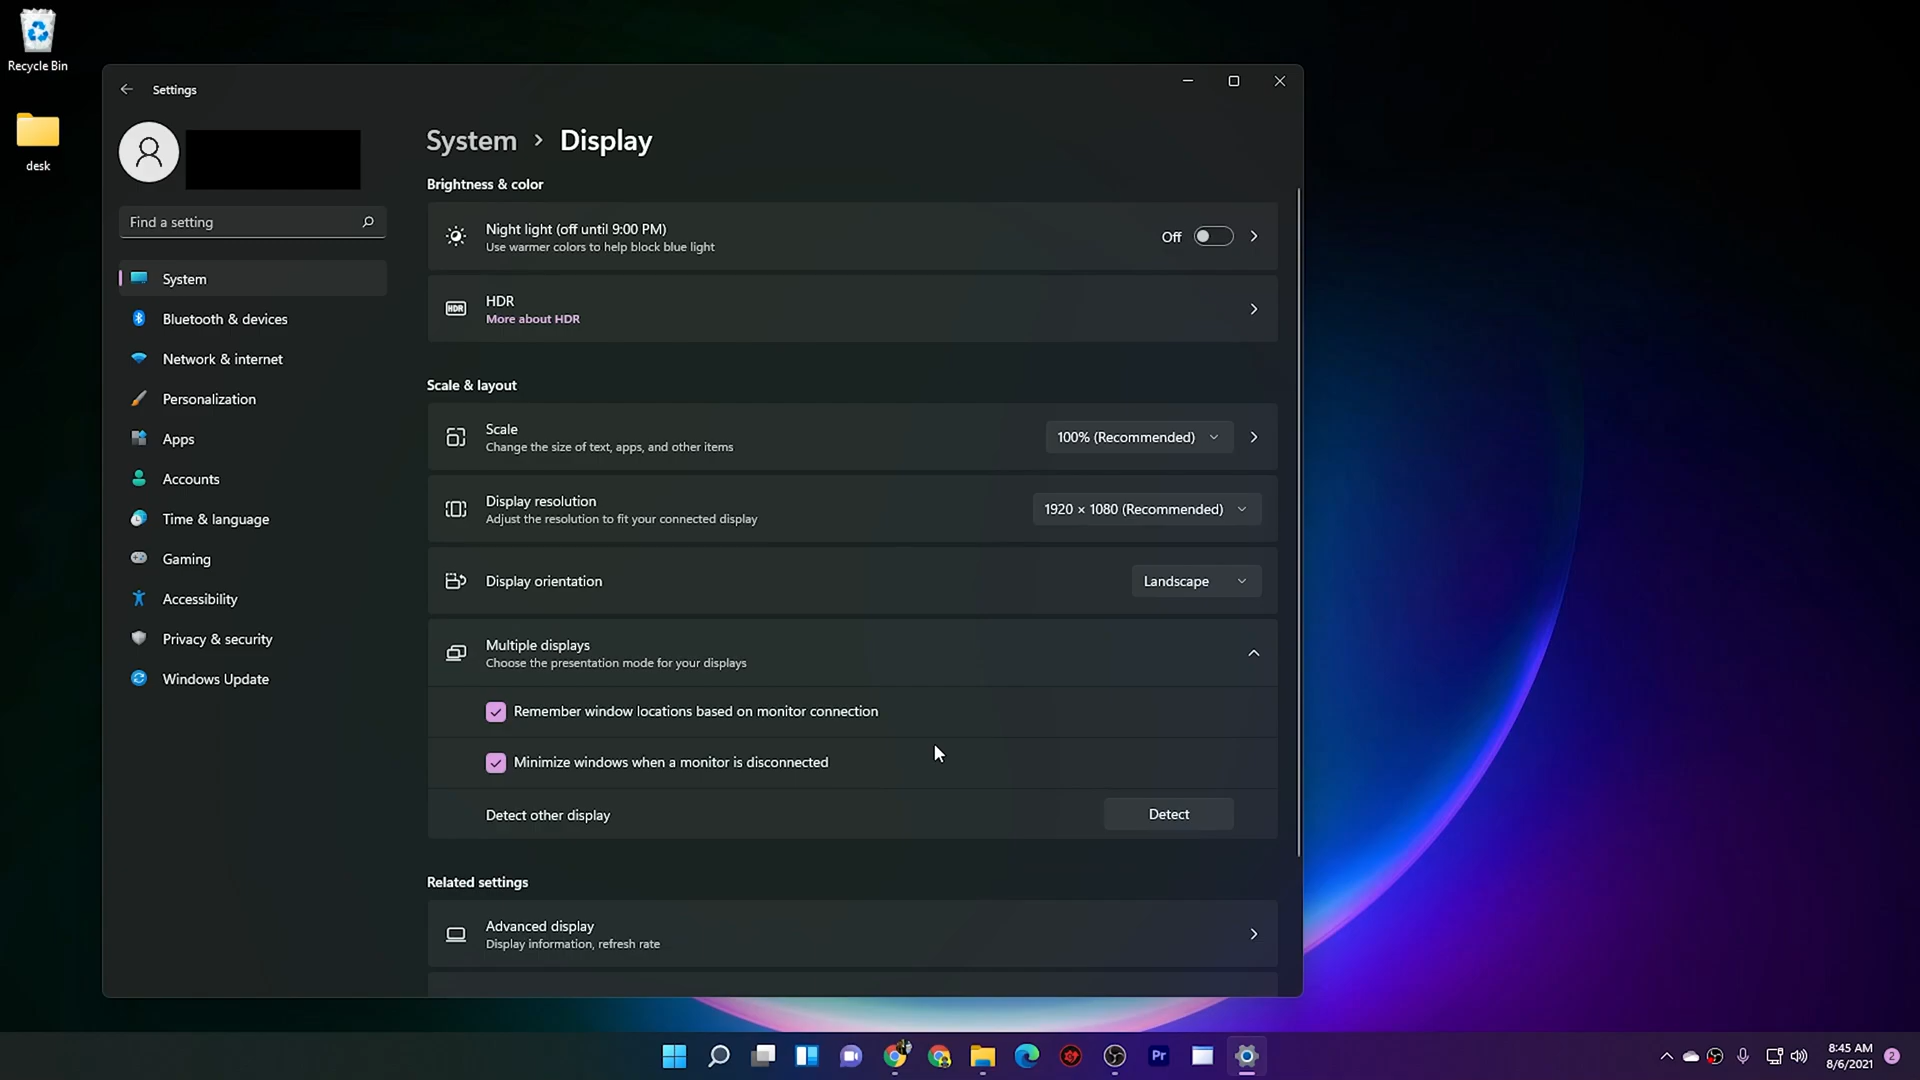 Recycle Bin
desk
Settings
Find a setting
System
Bluetooth & devices
Network & internet
Personalization
Apps
Accounts
Time & language
Gaming
Accessibility
Privacy & security
Windows Update
System › Display
Brightness & color
Night light (off until 9:00 PM)
Use warmer colors to help block blue light
Off
HDR
HDR
More about HDR
Scale & layout
Scale
Change the size of text, apps, and other items
100% (Recommended)
Display resolution
Adjust the resolution to fit your connected display
1920 × 1080 (Recommended)
Display orientation
Landscape
Multiple displays
Choose the presentation mode for your displays
Remember window locations based on monitor connection
Minimize windows when a monitor is disconnected
Detect other display
Detect
Related settings
Advanced display
Display information, refresh rate
Pr
8:45 AM
8/6/2021
2